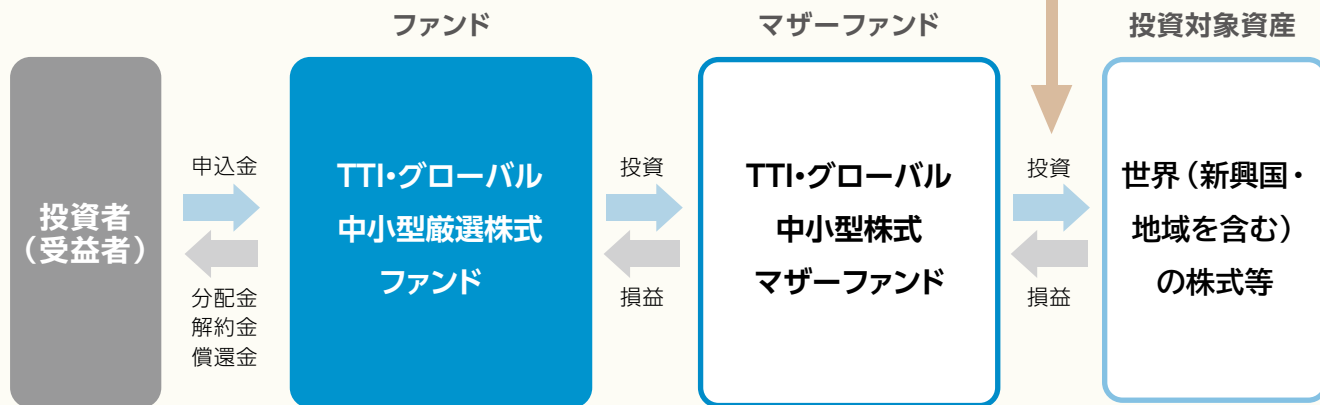 ファンド
マザーファンド
投資対象資産
投資者
（受益者）
申込金
分配金
解約金
償還金
TTI・グローバル
中小型厳選株式
ファンド
投資
損益
TTI・グローバル
中小型株式
マザーファンド
投資
損益
世界（新興国・
地域を含む）
の株式等